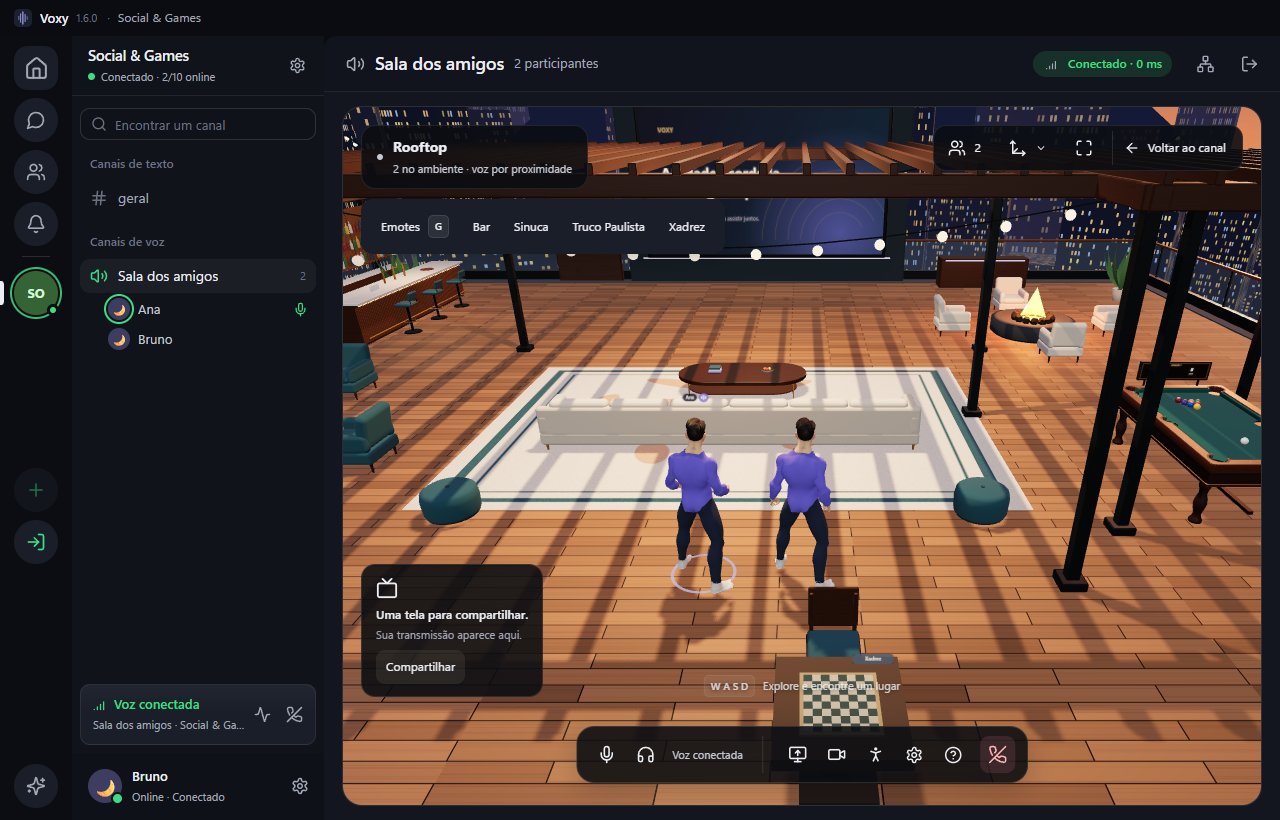 Voxy 1.6.0 · Social & Games
Social & Games
Conectado · 2/10 online
Encontrar um canal
Canais de texto
# geral
Canais de voz
Sala dos amigos 2
Ana
Bruno
SO
Voz conectada
Sala dos amigos · Social & Ga...
Bruno
Online · Conectado
Sala dos amigos 2 participantes
Conectado · 0 ms
VOXY
Rooftop
2 no ambiente · voz por proximidade
2
Voltar ao canal
assistir juntos.
Emotes G Bar Sinuca Truco Paulista Xadrez
Ana
Uma tela para compartilhar.
Sua transmissão aparece aqui.
Compartilhar
Xadrez
W A S D Explore e encontre um lugar
Voz conectada